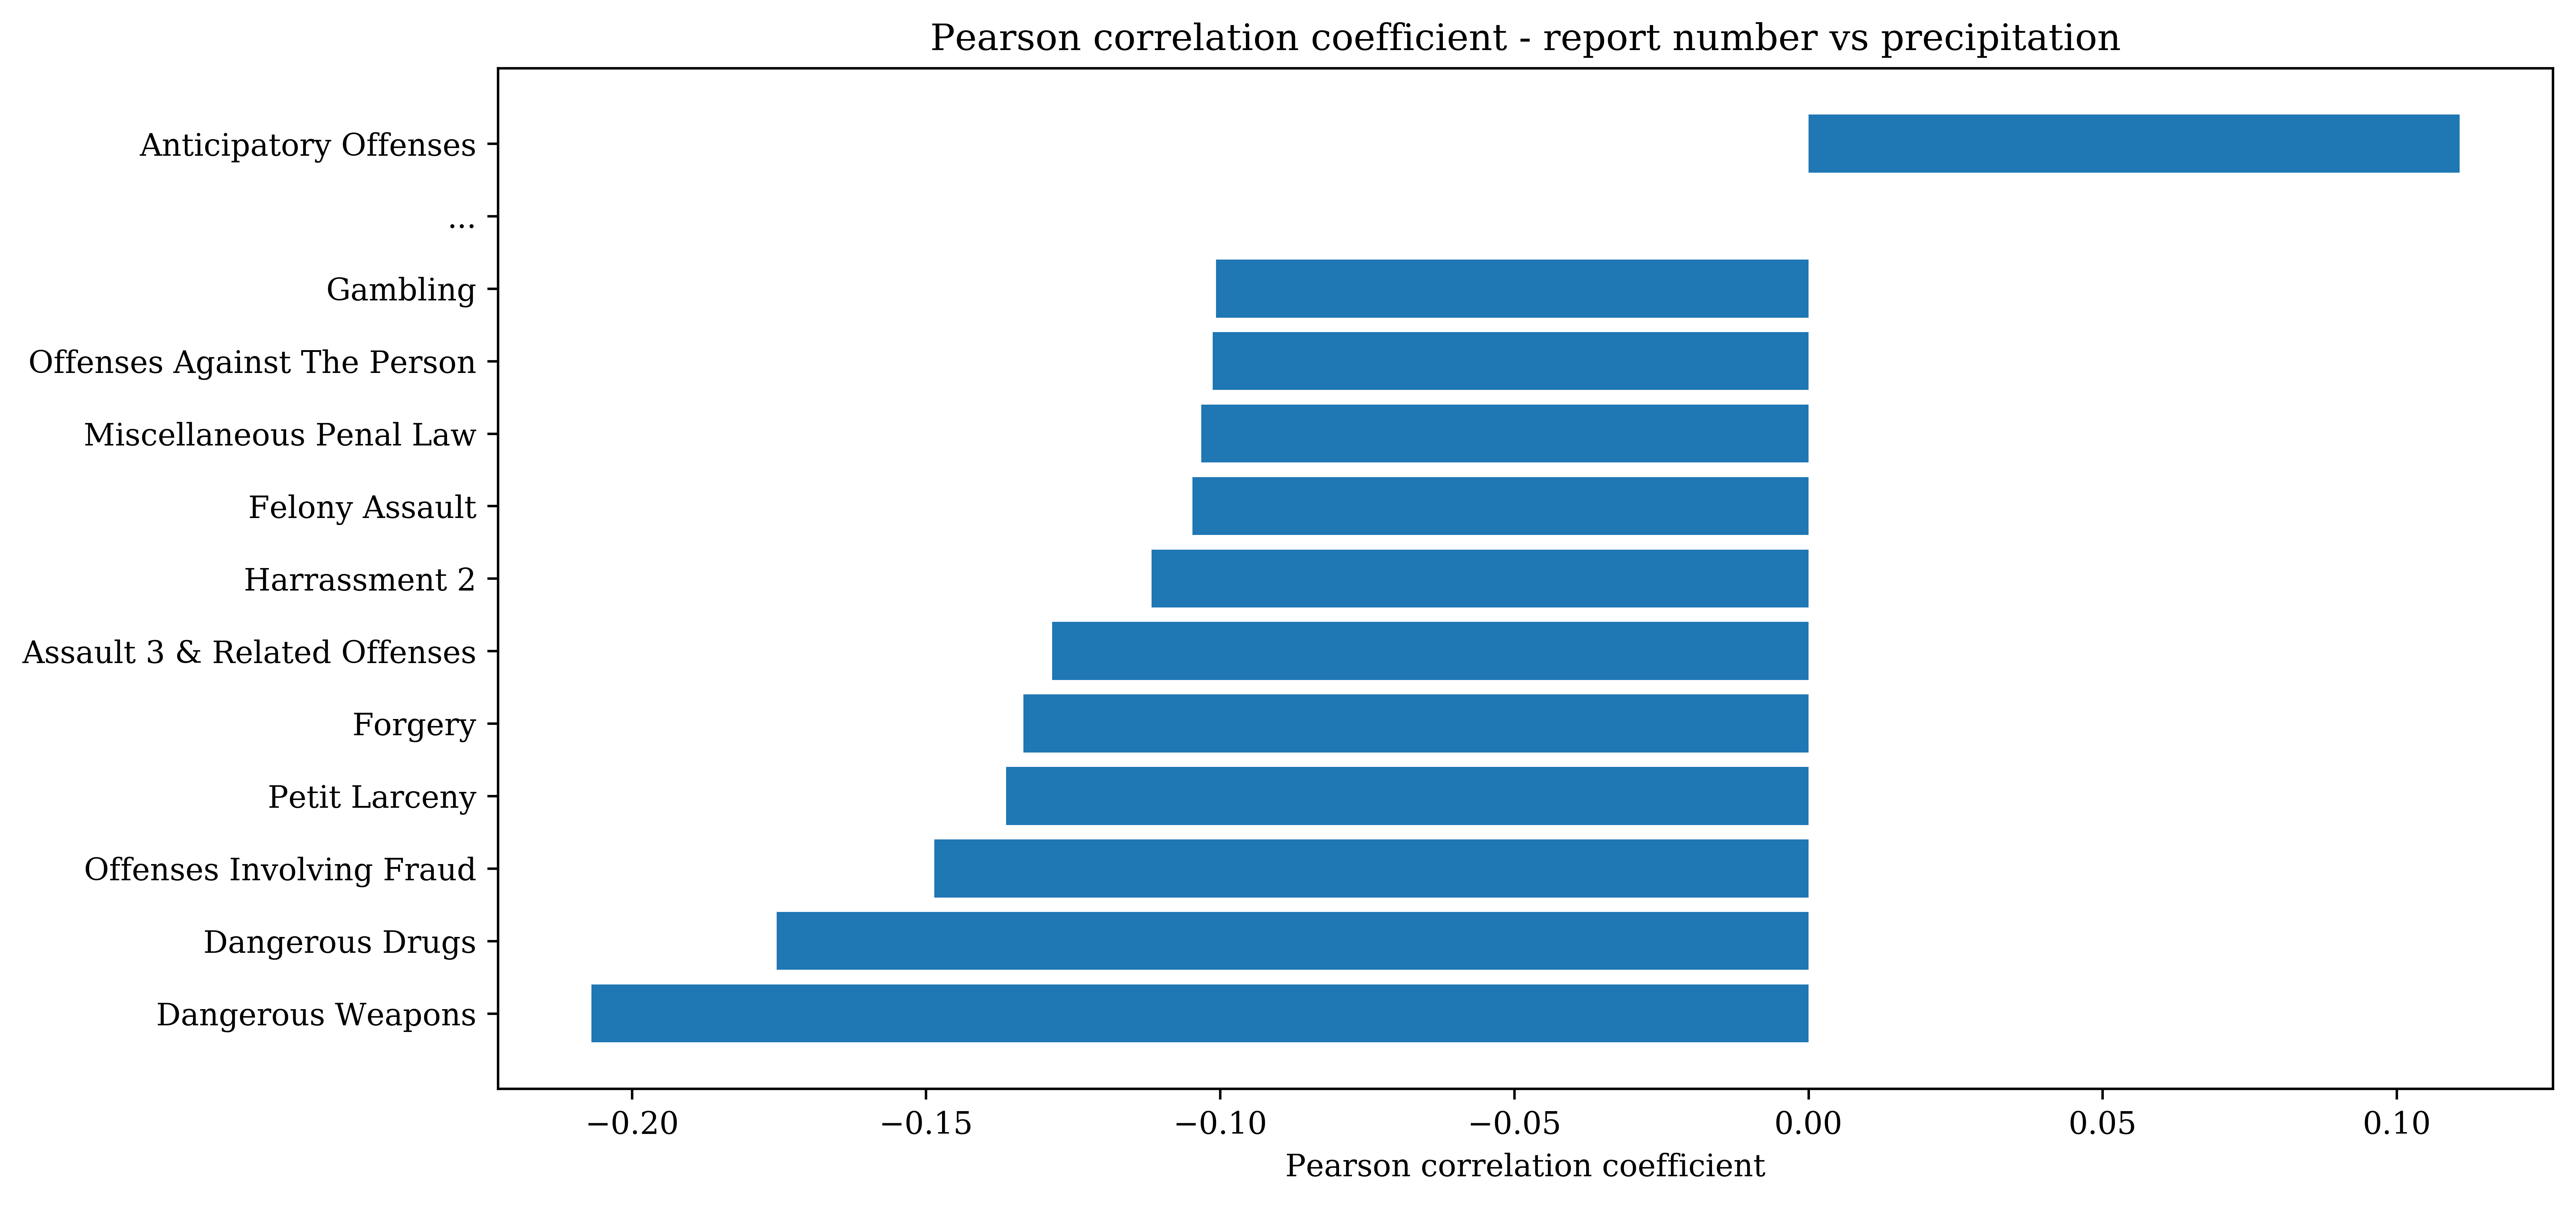 Pearson correlation coefficient - report number vs precipitation
Anticipatory Offenses
...
Gambling
Offenses Against The Person
Miscellaneous Penal Law
Felony Assault
Harrassment 2
Assault 3 & Related Offenses
Forgery
Petit Larceny
Offenses Involving Fraud
Dangerous Drugs
Dangerous Weapons
−0.20 −0.15 −0.10 −0.05 0.00 0.05 0.10
Pearson correlation coefficient